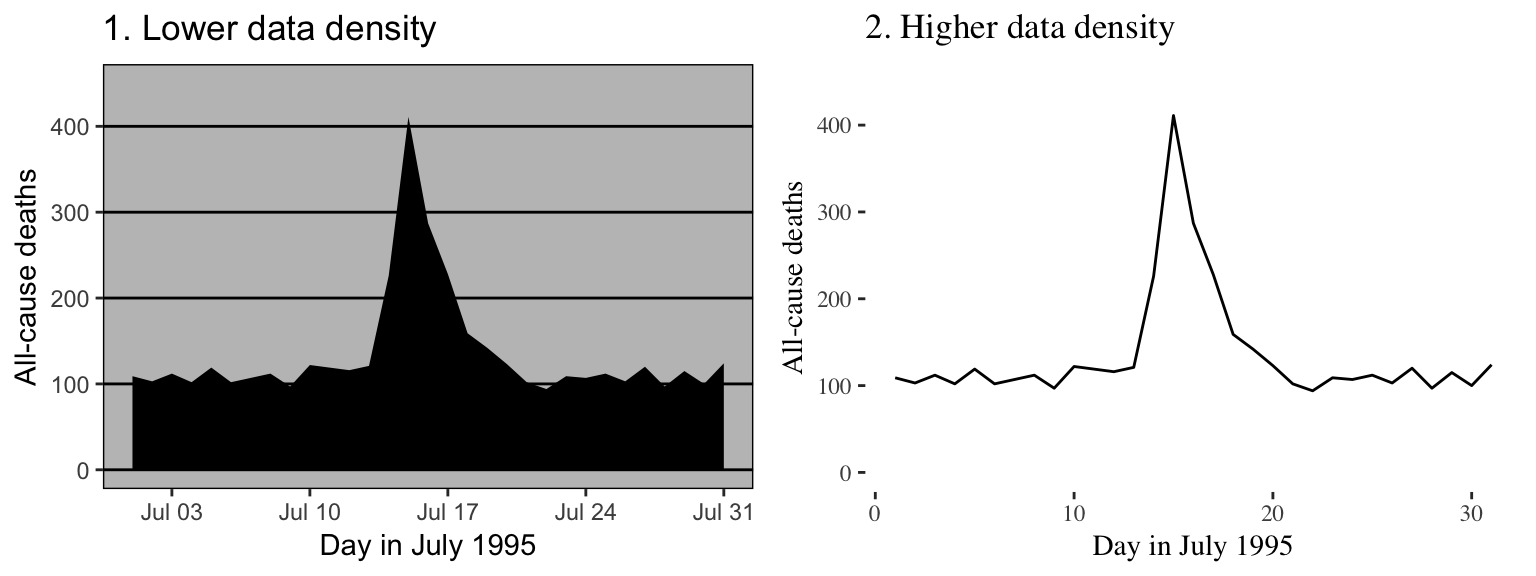 1. Lower data density
All-cause deaths
400
300
200
100
0
Jul 03 Jul 10 Jul 17 Jul 24 Jul 31
Day in July 1995
2. Higher data density
All-cause deaths
400
300
200
100
0
0 10 20 30
Day in July 1995